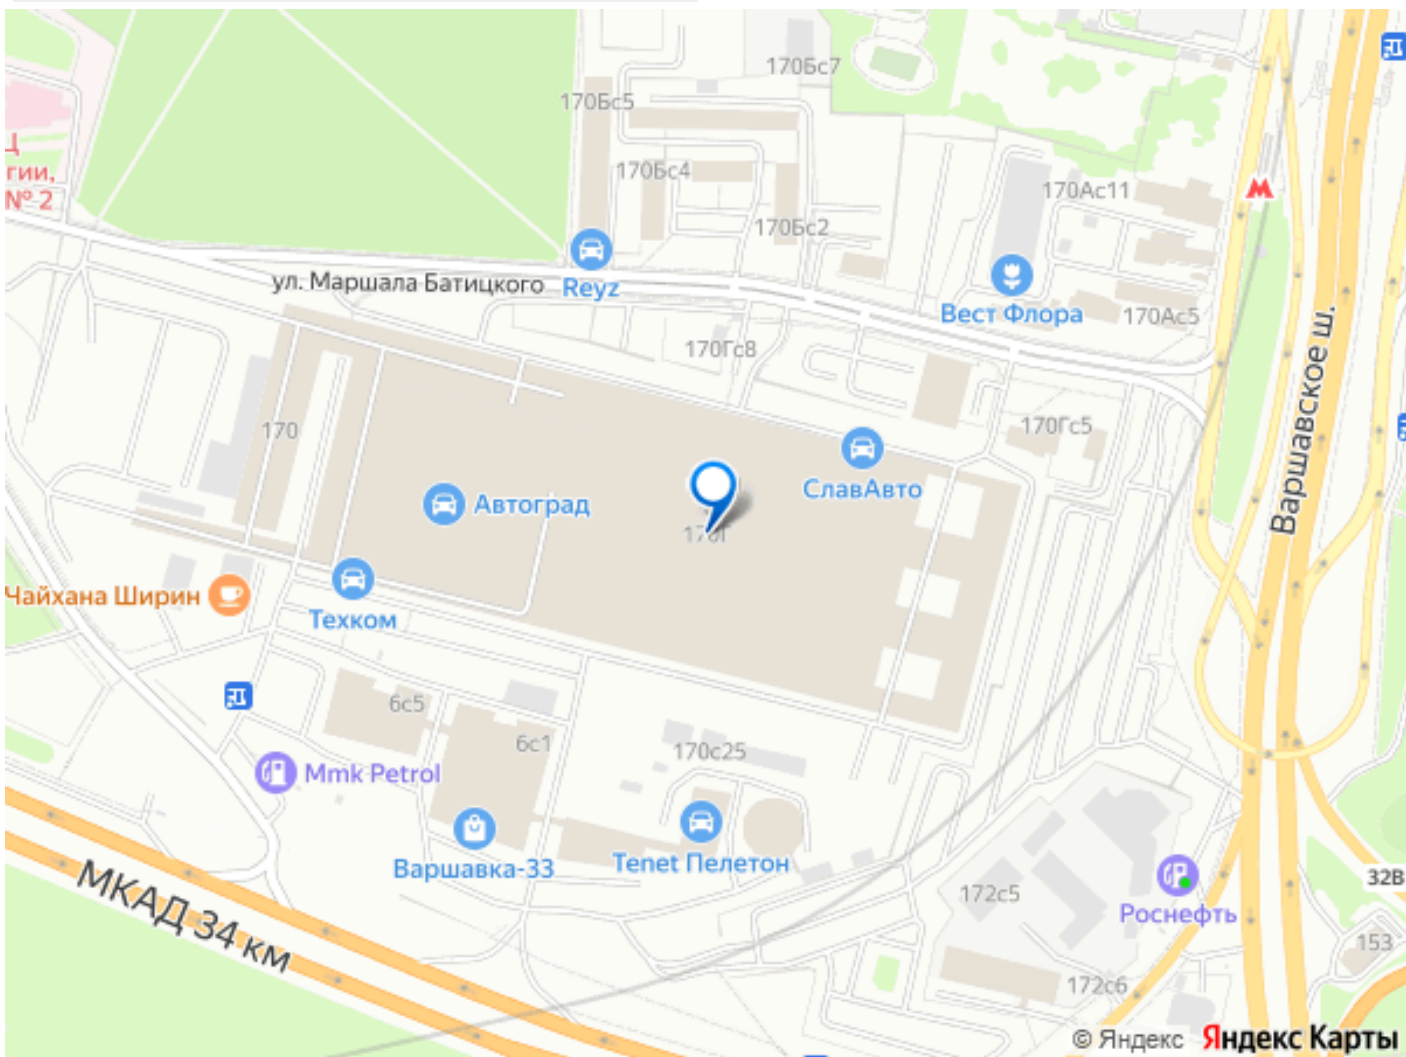 170Бс7
170Бс5
Ц
гии,
№ 2
170Бс4
170Ас11
170Бс2
ул. Маршала Батицкого
Reyz
Вест Флора
170Ас5
170Гс8
Варшавское ш.
170
170Гс5
СлавАвто
Автоград
170Г
Чайхана Ширин
Техком
6с5
6с1
170с25
Mmk Petrol
Варшавка-33
Tenet Пелетон
МКАД 34 км
172с5
Роснефть
32В
153
172с6
© Яндекс Яндекс Карты